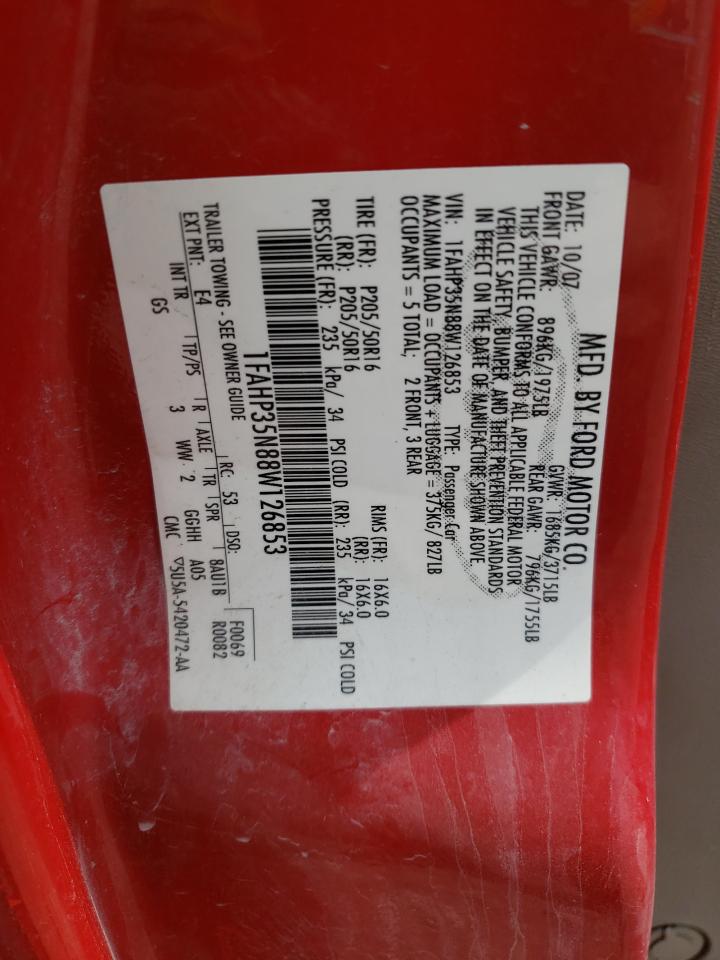 MFD. BY FORD MOTOR CO.
DATE: 10/07 GVWR: 1685KG/3715LB
FRONT GAWR: 896KG/1975LB REAR GAWR: 796KG/1755LB
THIS VEHICLE CONFORMS TO ALL APPLICABLE FEDERAL MOTOR
VEHICLE SAFETY, BUMPER, AND THEFT PREVENTION STANDARDS
IN EFFECT ON THE DATE OF MANUFACTURE SHOWN ABOVE.
VIN: 1FAHP35N88W126853 TYPE: Passenger Car
MAXIMUM LOAD = OCCUPANTS + LUGGAGE = 375KG/827LB
OCCUPANTS = 5 TOTAL; 2 FRONT, 3 REAR
TIRE (FR): P205/50R16 RIMS (FR): 16X6.0
(RR): P205/50R16 (RR): 16X6.0
PRESSURE (FR): 235 kPa/ 34 PSI COLD (RR): 235 kPa/ 34 PSI COLD
1FAHP35N88W126853
F0069
TRAILER TOWING - SEE OWNER GUIDE RC: 53 DSO: R0082
EXT PNT: E4 8AU1B
INT TR TP/PS R AXLE TR SPR A05
GS 3 WW 2 GGHH
CMC ▽5U5A-5420472-AA